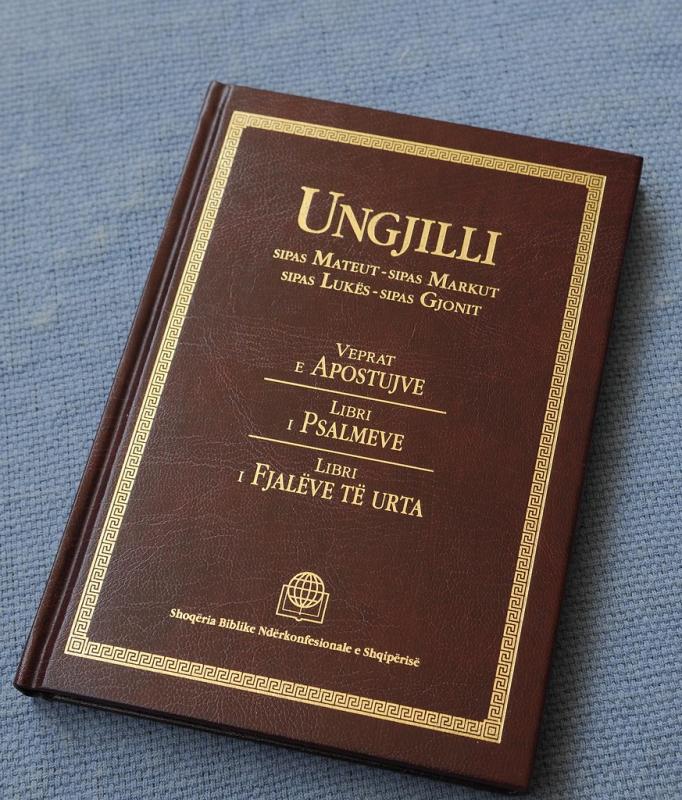 UNGJILLI
SIPAS MATEUT - SIPAS MARKUT
SIPAS LUKËS - SIPAS GJONIT
VEPRAT
E APOSTUJVE
LIBRI
I PSALMEVE
LIBRI
I FJALËVE TË URTA
Shoqëria Biblike Ndërkonfesionale e Shqipërisë